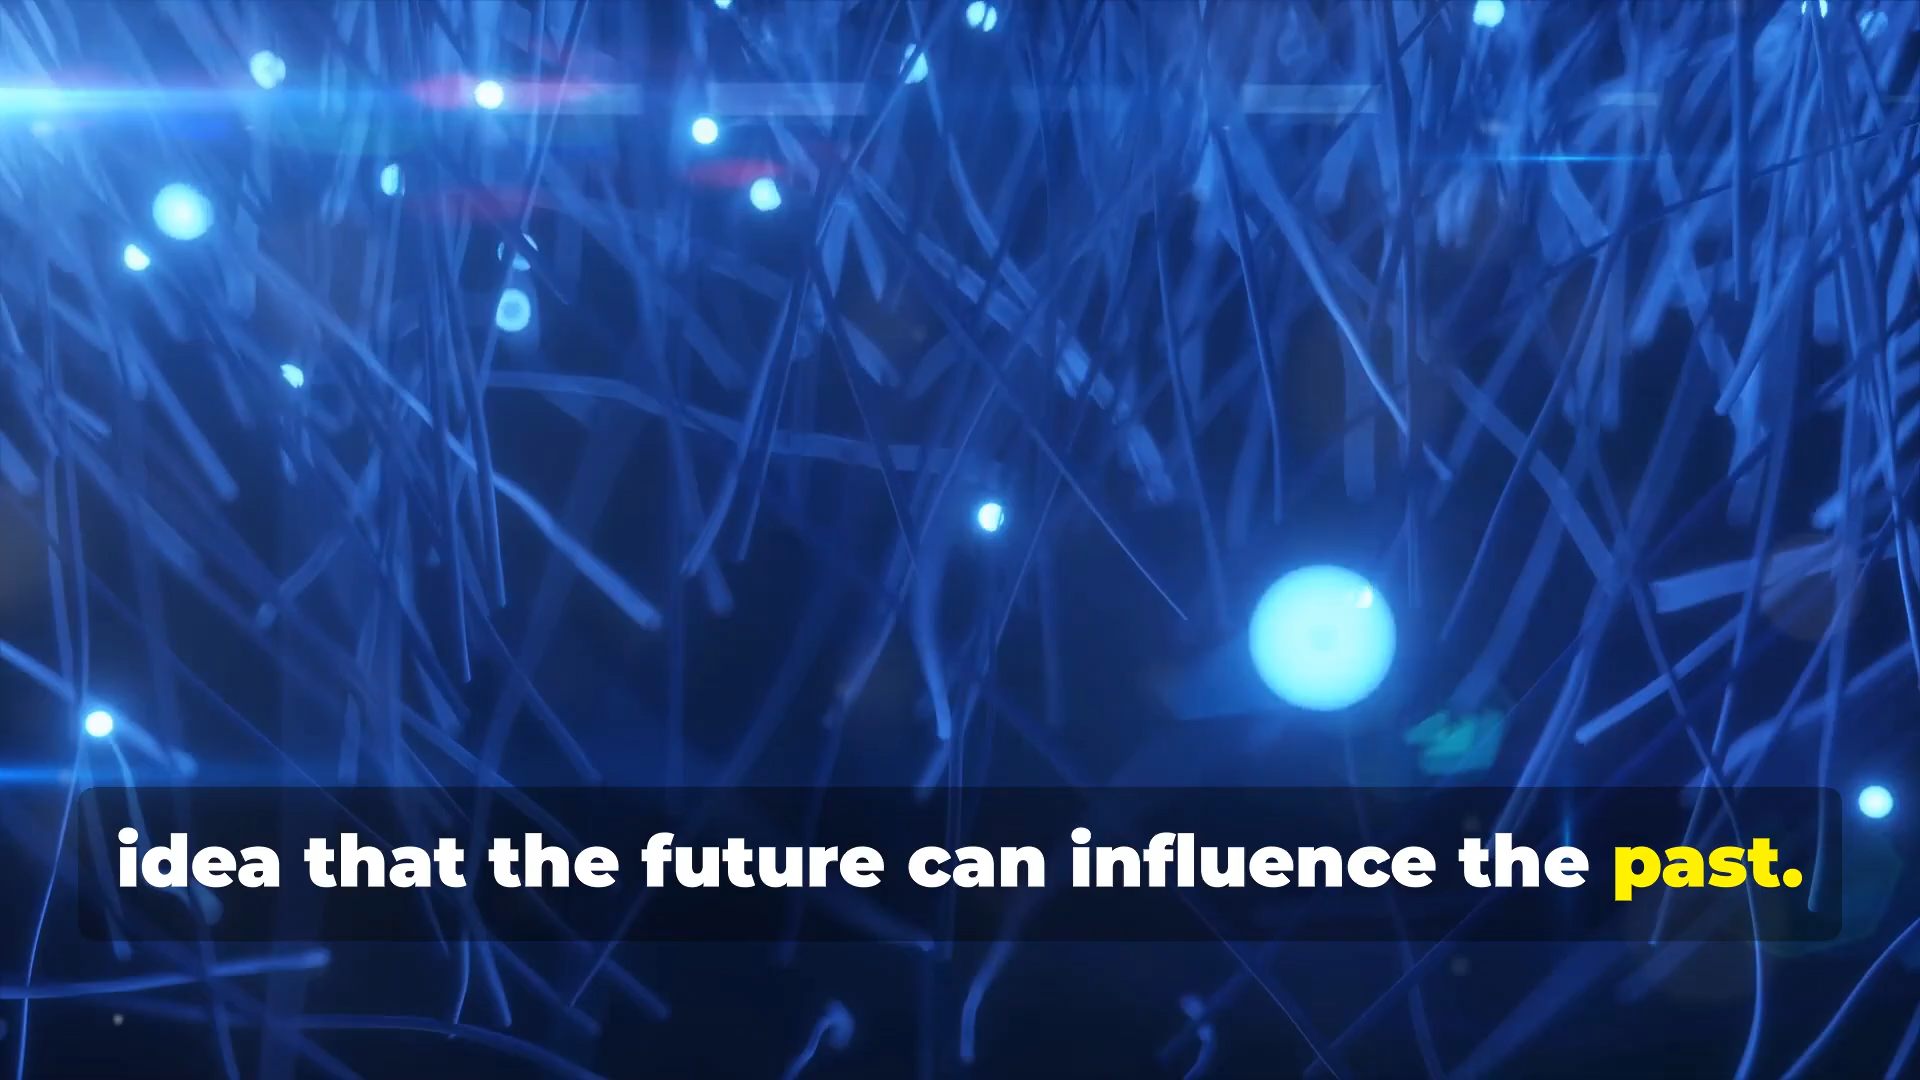 idea that the future can influence the past.